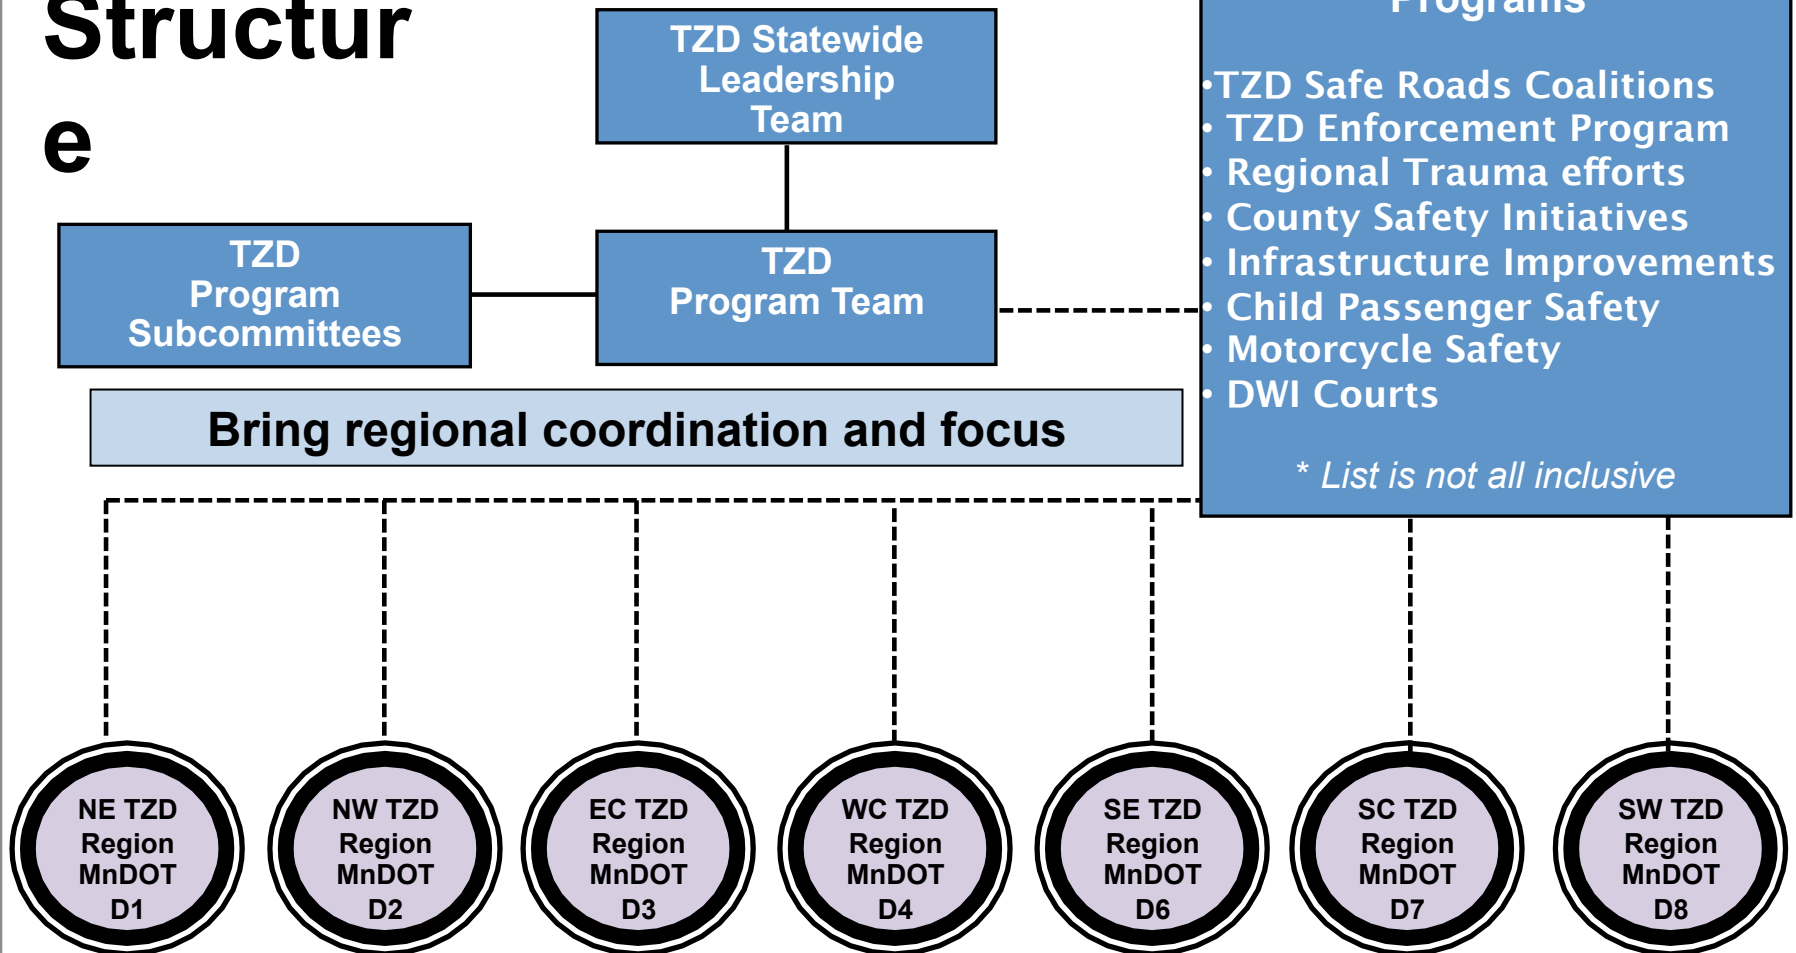 Structur
e
TZD Statewide
Leadership
Team
TZD
Program
Subcommittees
TZD
Program Team
Programs
•TZD Safe Roads Coalitions
• TZD Enforcement Program
• Regional Trauma efforts
• County Safety Initiatives
• Infrastructure Improvements
• Child Passenger Safety
• Motorcycle Safety
• DWI Courts
* List is not all inclusive
Bring regional coordination and focus
NE TZD
Region
MnDOT
D1
NW TZD
Region
MnDOT
D2
EC TZD
Region
MnDOT
D3
WC TZD
Region
MnDOT
D4
SE TZD
Region
MnDOT
D6
SC TZD
Region
MnDOT
D7
SW TZD
Region
MnDOT
D8